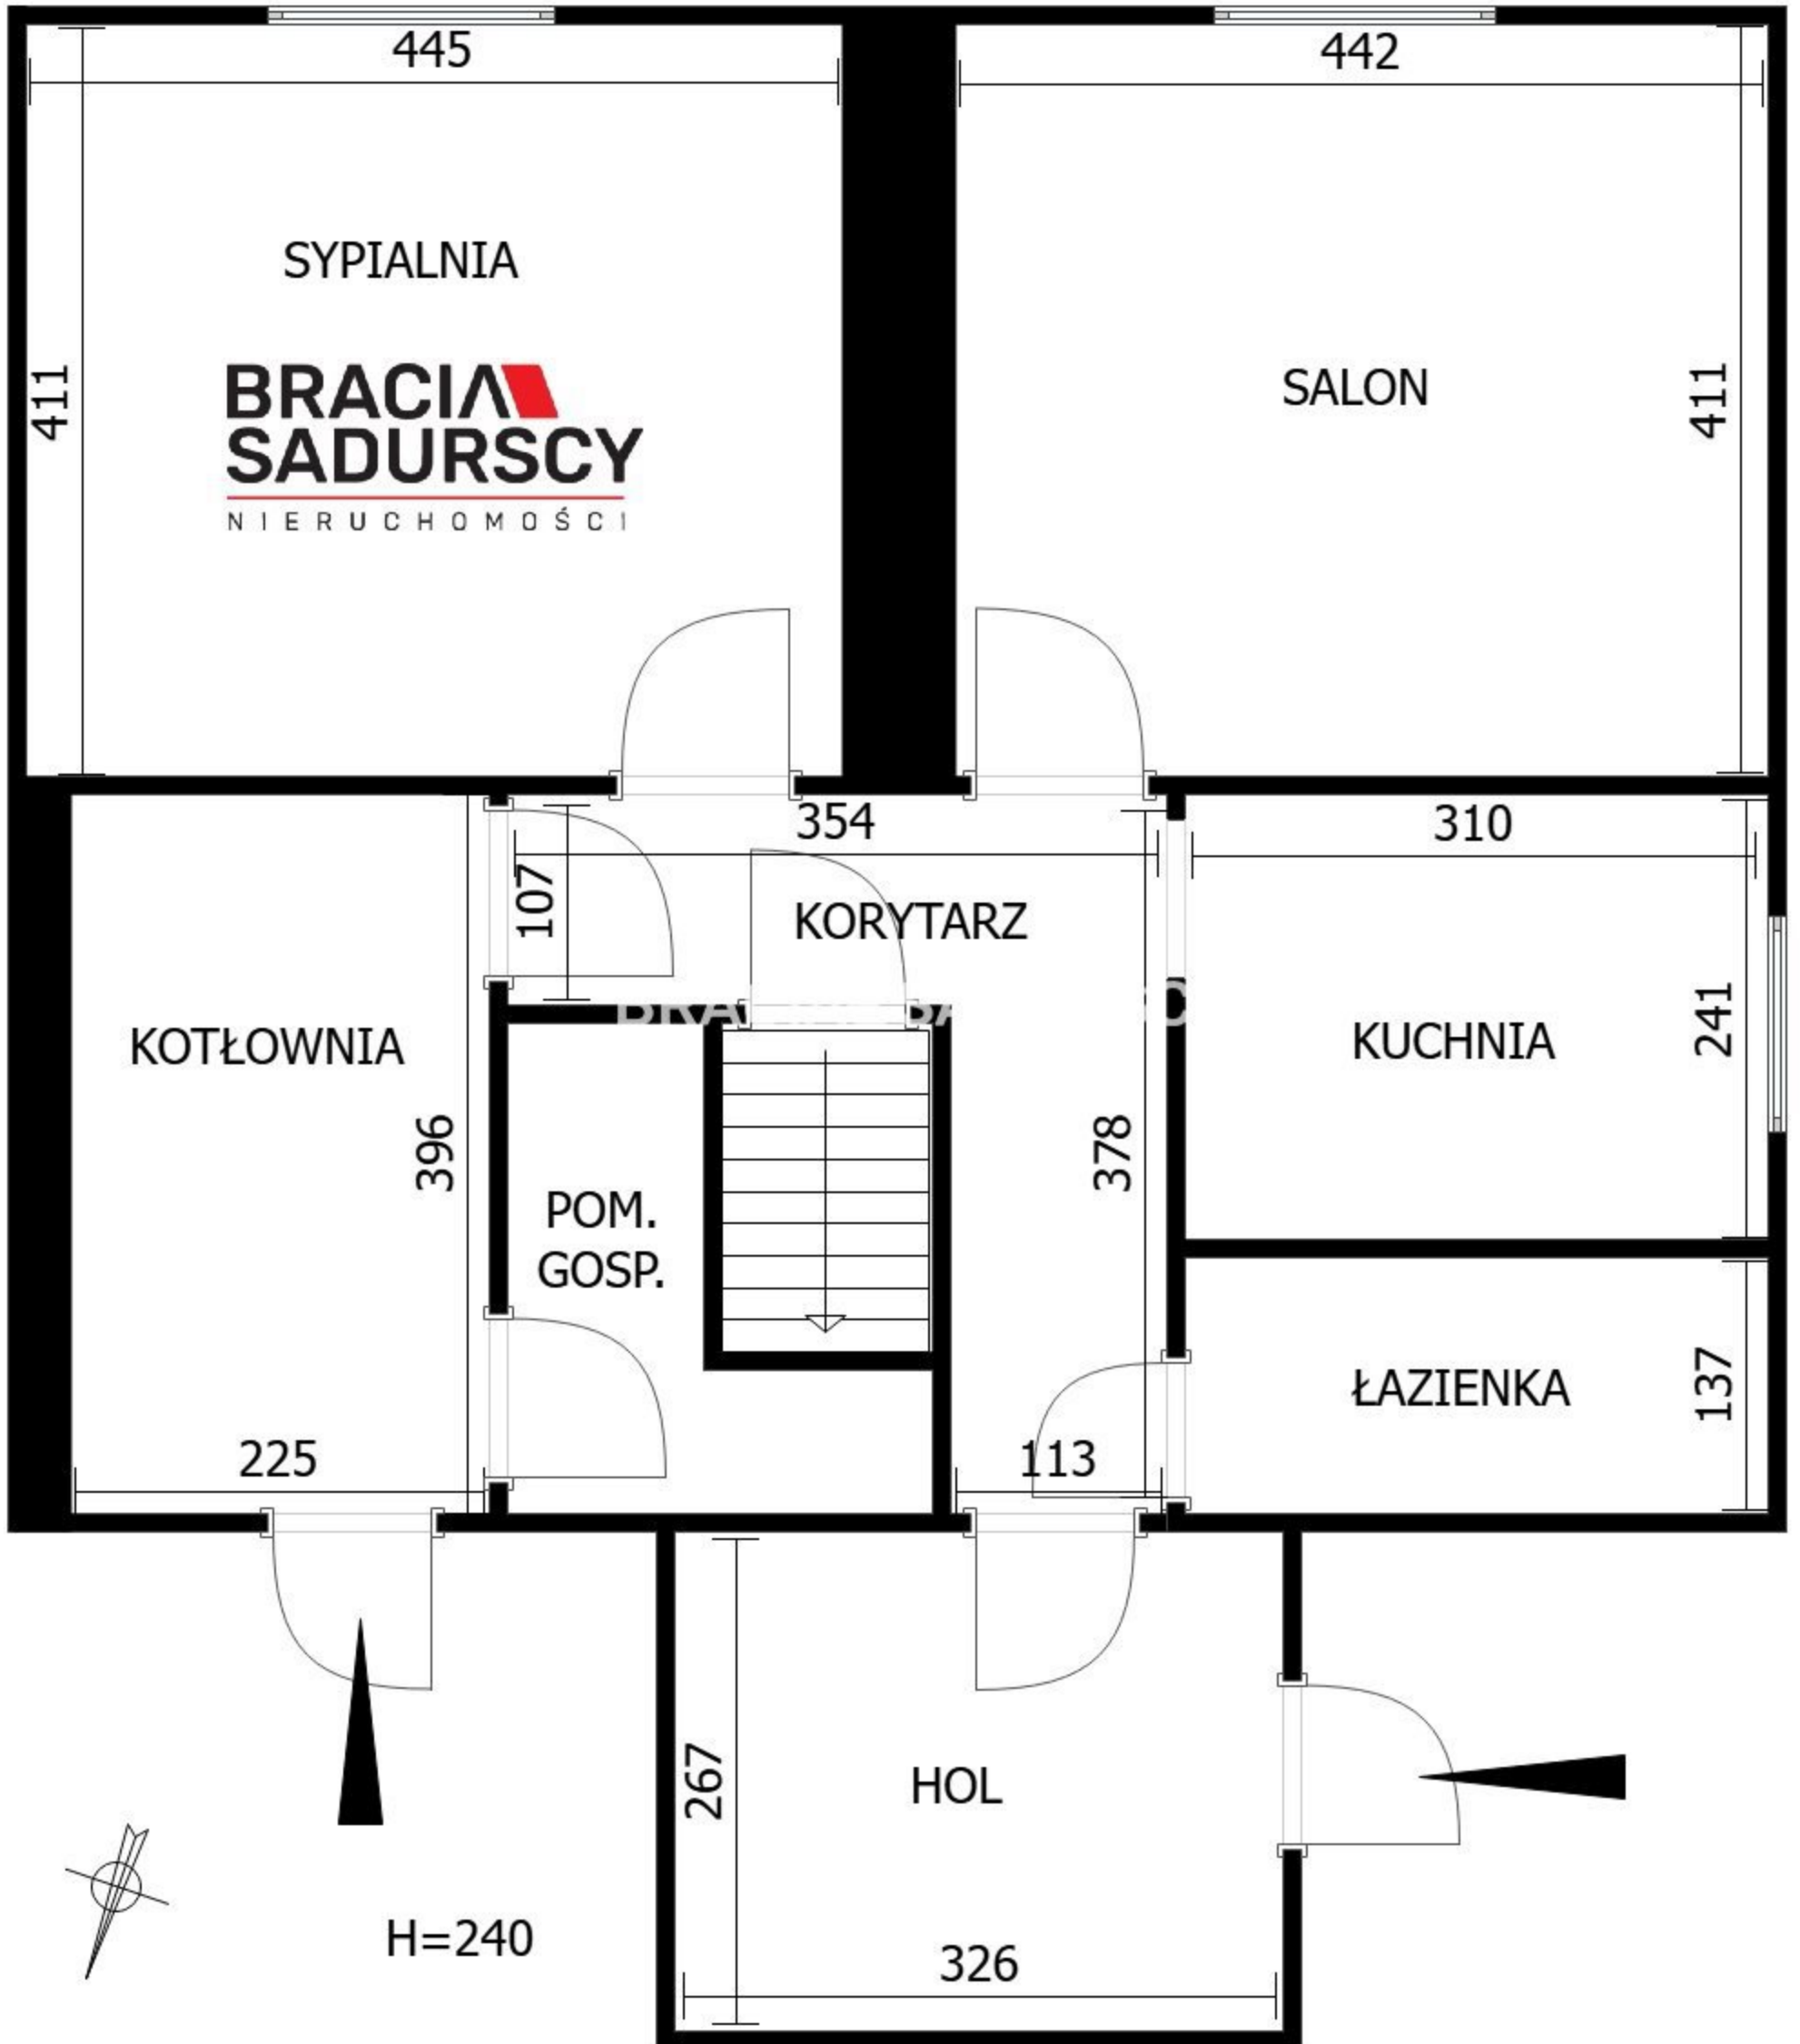 445
442
SYPIALNIA
411
BRACIA
SADURSCY
NIERUCHOMOŚCI
SALON
411
354
310
107
KORYTARZ
KOTŁOWNIA
KUCHNIA
241
396
378
POM.
GOSP.
ŁAZIENKA
137
225
113
267
HOL
H=240
326